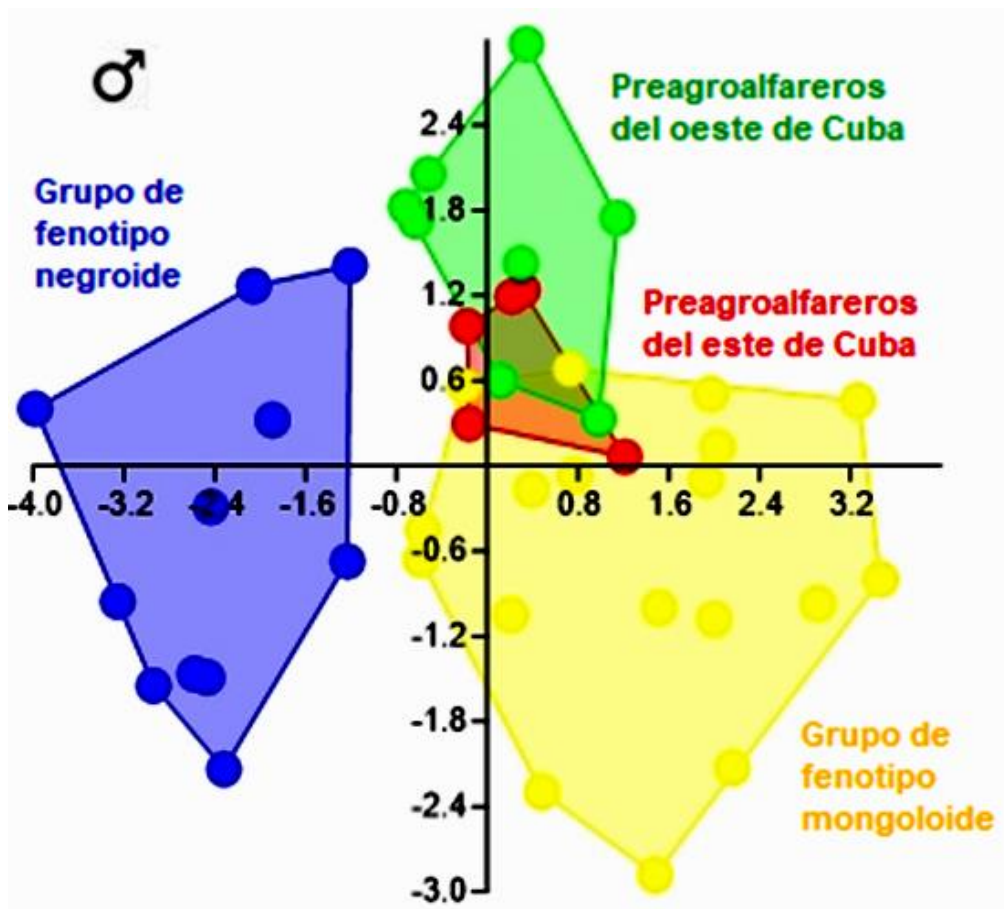 ♂
Preagroalfareros
del oeste de Cuba
Grupo de
fenotipo
negroide
Preagroalfareros
del este de Cuba
2.4
1.8
1.2
0.6
-4.0 -3.2 -2.4 -1.6 -0.8 0.8 1.6 2.4 3.2
-0.6
-1.2
-1.8
-2.4
-3.0
Grupo de
fenotipo
mongoloide